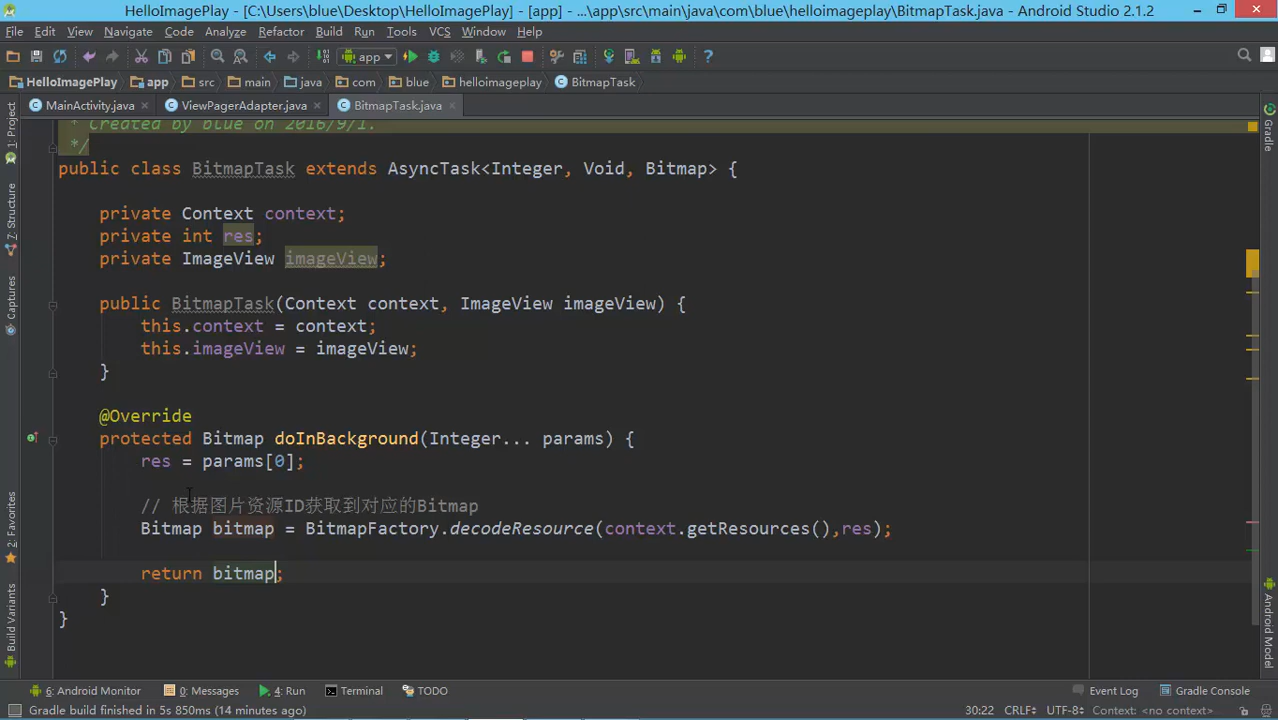 HelloImagePlay - [C:\Users\blue\Desktop\HelloImagePlay] - [app] - ...\app\src\main\java\com\blue\helloimageplay\BitmapTask.java - Android Studio 2.1.2
File Edit View Navigate Code Analyze Refactor Build Run Tools VCS Window Help
app
HelloImagePlay app src main java com blue helloimageplay BitmapTask
MainActivity.java ViewPagerAdapter.java BitmapTask.java
1: Project
7: Structure
Captures
2: Favorites
Build Variants
Gradle
Android Model
* Created by blue on 2016/9/1.
*/
public class BitmapTask extends AsyncTask<Integer, Void, Bitmap> {
private Context context;
private int res;
private ImageView imageView;
public BitmapTask(Context context, ImageView imageView) {
this.context = context;
this.imageView = imageView;
}
@Override
protected Bitmap doInBackground(Integer... params) {
res = params[0];
// 根据图片资源ID获取到对应的Bitmap
Bitmap bitmap = BitmapFactory.decodeResource(context.getResources(),res);
return bitmap;
}
}
6: Android Monitor 0: Messages 4: Run Terminal TODO Event Log Gradle Console
Gradle build finished in 5s 850ms (14 minutes ago) 30:22 CRLF÷ UTF-8÷ Context: <no context>